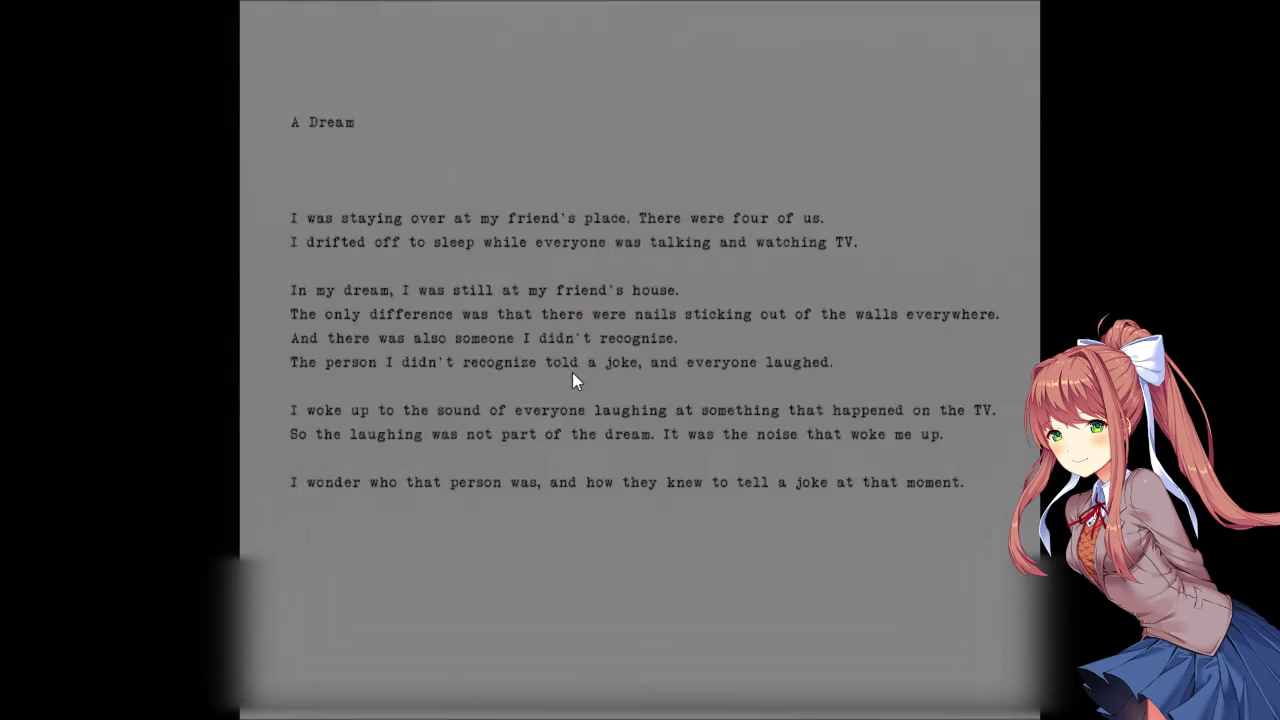 A Dream
I was staying over at my friend's place. There were four of us.
I drifted off to sleep while everyone was talking and watching TV.
In my dream, I was still at my friend's house.
The only difference was that there were nails sticking out of the walls everywhere.
And there was also someone I didn't recognize.
The person I didn't recognize told a joke, and everyone laughed.
I woke up to the sound of everyone laughing at something that happened on the TV.
So the laughing was not part of the dream. It was the noise that woke me up.
I wonder who that person was, and how they knew to tell a joke at that moment.